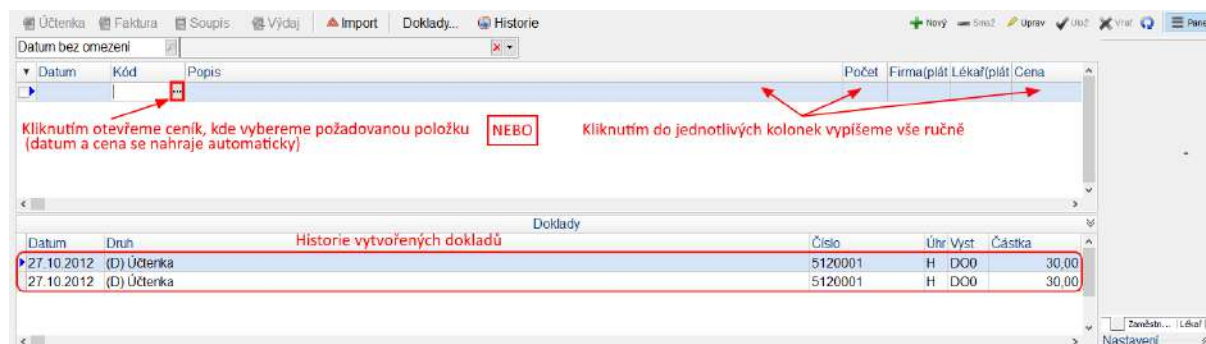 Účtenka Faktura Soupis Výdaj Import Doklady... Historie Nový Smaž Uprav Ulož Vrať Pane
Datum bez omezení
Datum Kód Popis Počet Firma(plát Lékař(plát Cena
Kliknutím otevřeme ceník, kde vybereme požadovanou položku
(datum a cena se nahraje automaticky)
NEBO
Kliknutím do jednotlivých kolonek vypíšeme vše ručně
Doklady
Historie vytvořených dokladů
Datum Druh Číslo Úhr Vyst Částka
27.10.2012 (D) Účtenka 5120001 H DO0 30,00
27.10.2012 (D) Účtenka 5120001 H DO0 30,00
Zaměstn... Lékař
Nastavení